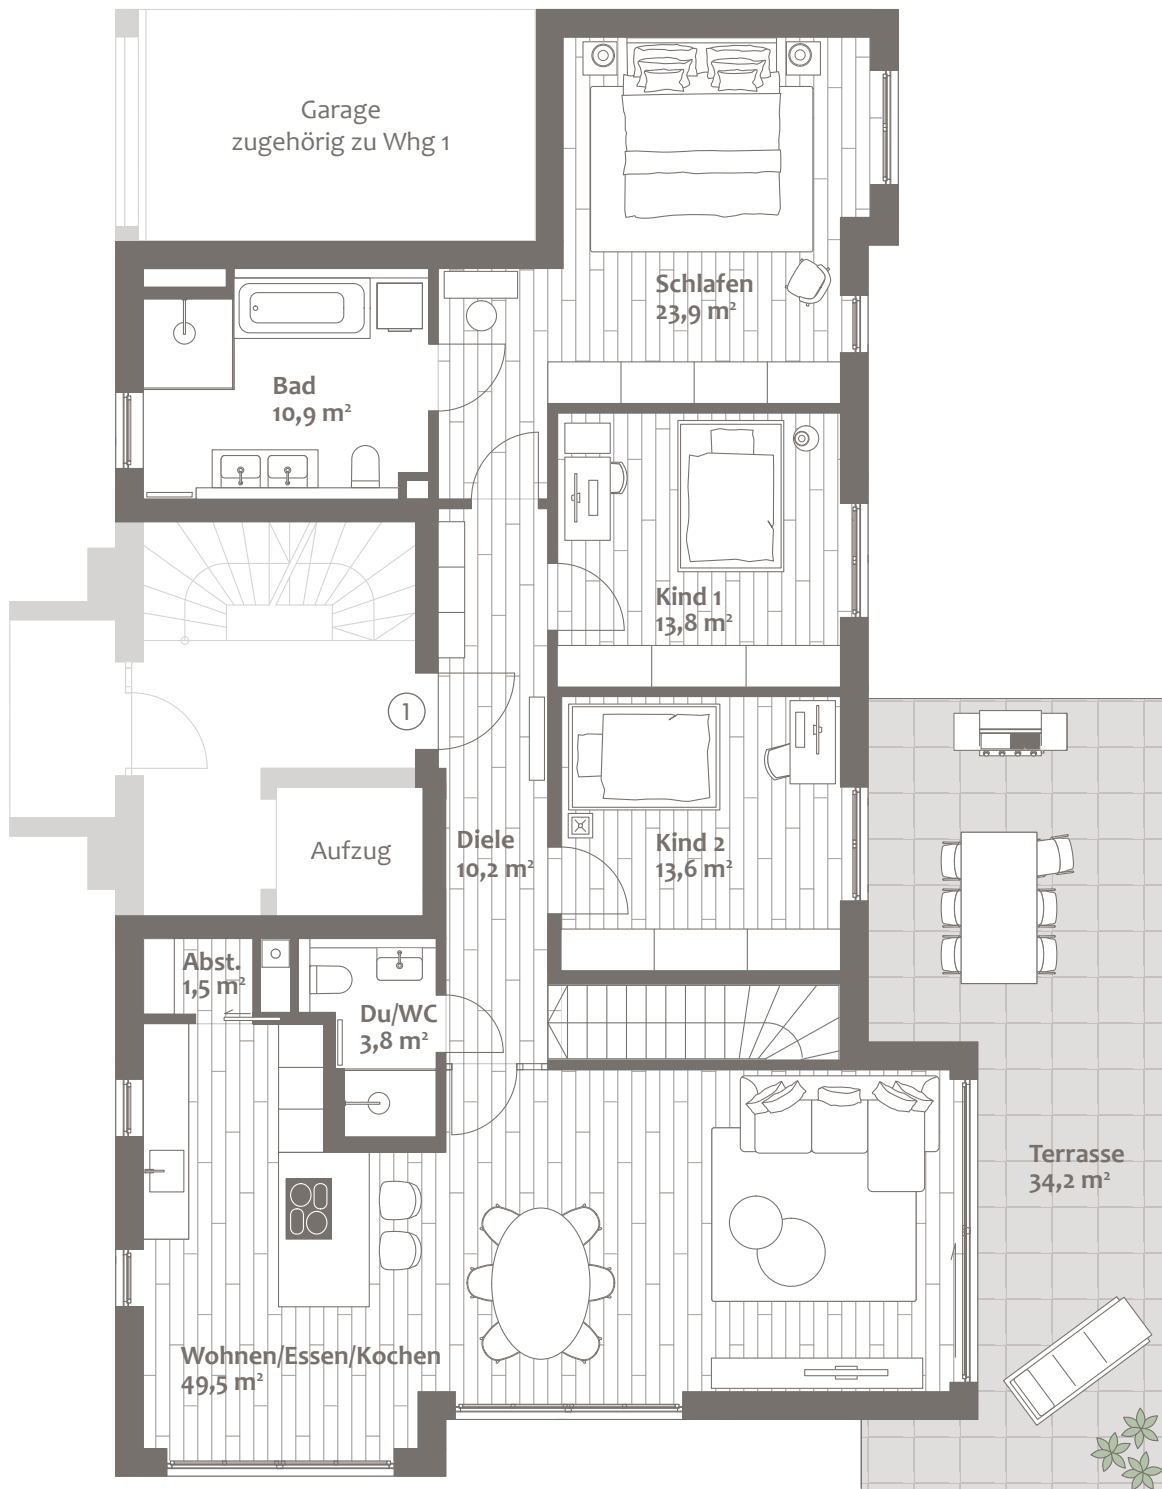 Garage
zugehörig zu Whg 1
Schlafen
23,9 m²
Bad
10,9 m²
Kind 1
13,8 m²
1
Diele
10,2 m²
Kind 2
13,6 m²
Aufzug
Abst.
1,5 m²
Du/WC
3,8 m²
Terrasse
34,2 m²
Wohnen/Essen/Kochen
49,5 m²